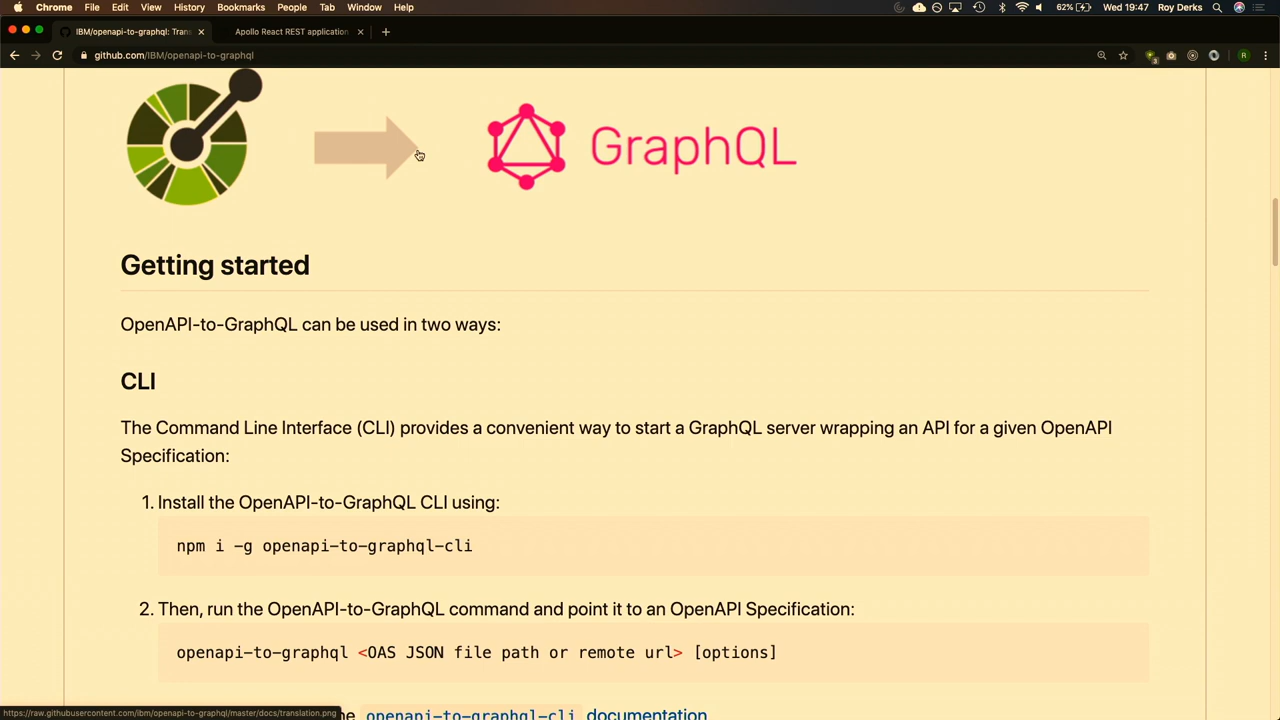 Chrome File Edit View History Bookmarks People Tab Window Help 62% Wed 19:47 Roy Derks
IBM/openapi-to-graphql: Trans Apollo React REST application
github.com/IBM/openapi-to-graphql R
GraphQL
Getting started
OpenAPI-to-GraphQL can be used in two ways:
CLI
The Command Line Interface (CLI) provides a convenient way to start a GraphQL server wrapping an API for a given OpenAPI
Specification:
1. Install the OpenAPI-to-GraphQL CLI using:
npm i -g openapi-to-graphql-cli
2. Then, run the OpenAPI-to-GraphQL command and point it to an OpenAPI Specification:
openapi-to-graphql <OAS JSON file path or remote url> [options]
openapi-to-graphql-cli documentation
https://raw.githubusercontent.com/ibm/openapi-to-graphql/master/docs/translation.png